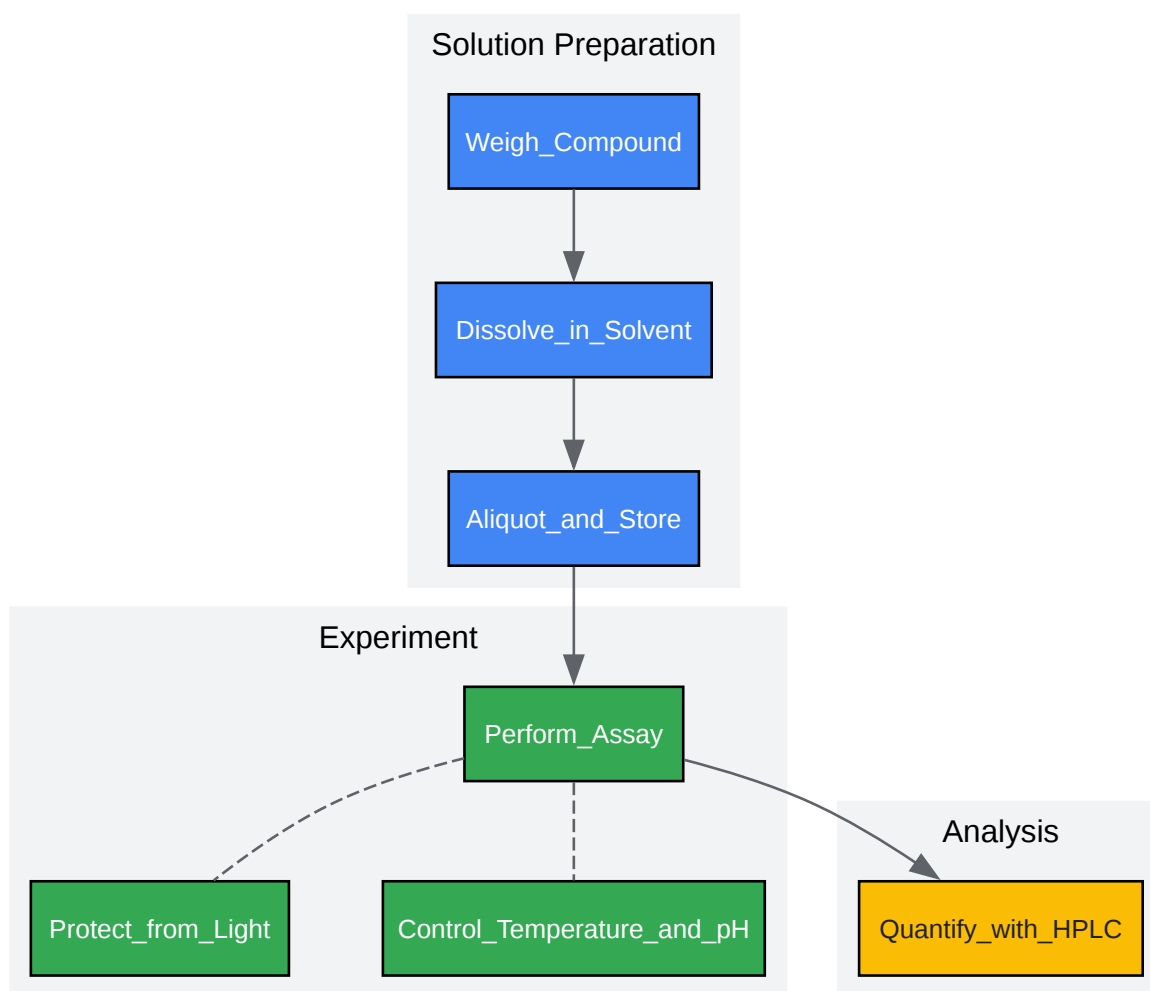 Solution Preparation
Weigh_Compound
Dissolve_in_Solvent
Aliquot_and_Store
Experiment
Perform_Assay
Protect_from_Light
Control_Temperature_and_pH
Analysis
Quantify_with_HPLC